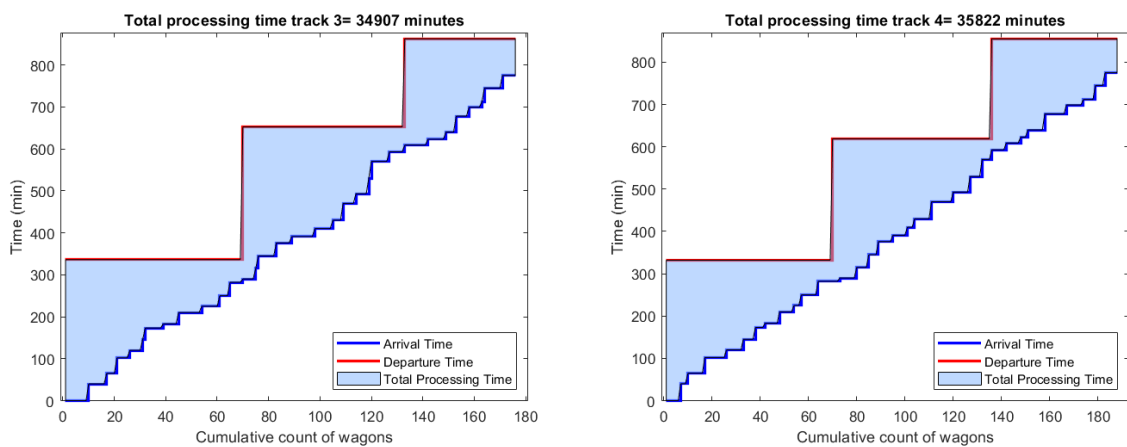 Total processing time track 3= 34907 minutes
Time (min)
800
700
600
500
400
300
200
100
0
0 20 40 60 80 100 120 140 160 180
Cumulative count of wagons
Arrival Time
Departure Time
Total Processing Time
Total processing time track 4= 35822 minutes
Time (min)
800
700
600
500
400
300
200
100
0
0 20 40 60 80 100 120 140 160 180
Cumulative count of wagons
Arrival Time
Departure Time
Total Processing Time